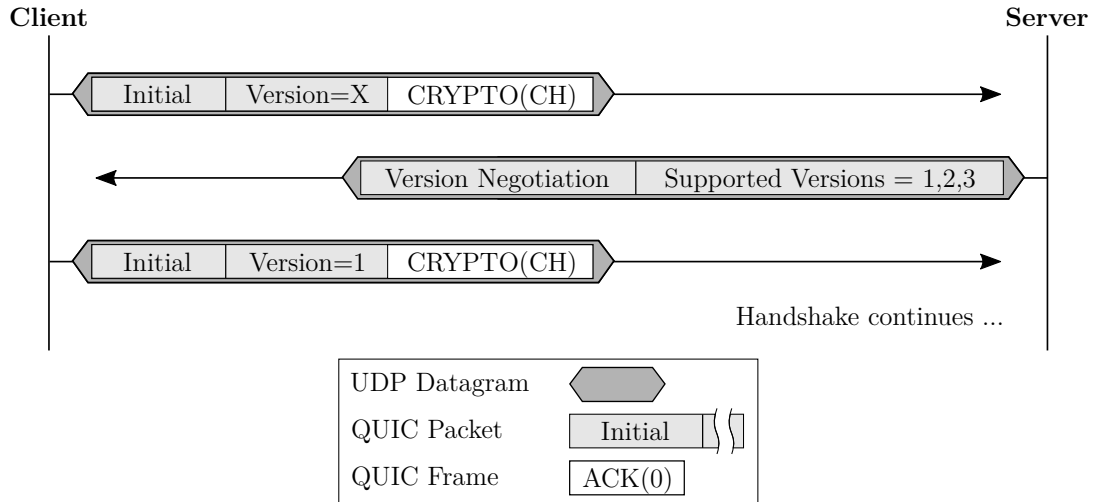 Client Server
Initial Version=X CRYPTO(CH)
Version Negotiation Supported Versions = 1,2,3
Initial Version=1 CRYPTO(CH)
Handshake continues ...
UDP Datagram
QUIC Packet Initial
QUIC Frame ACK(0)